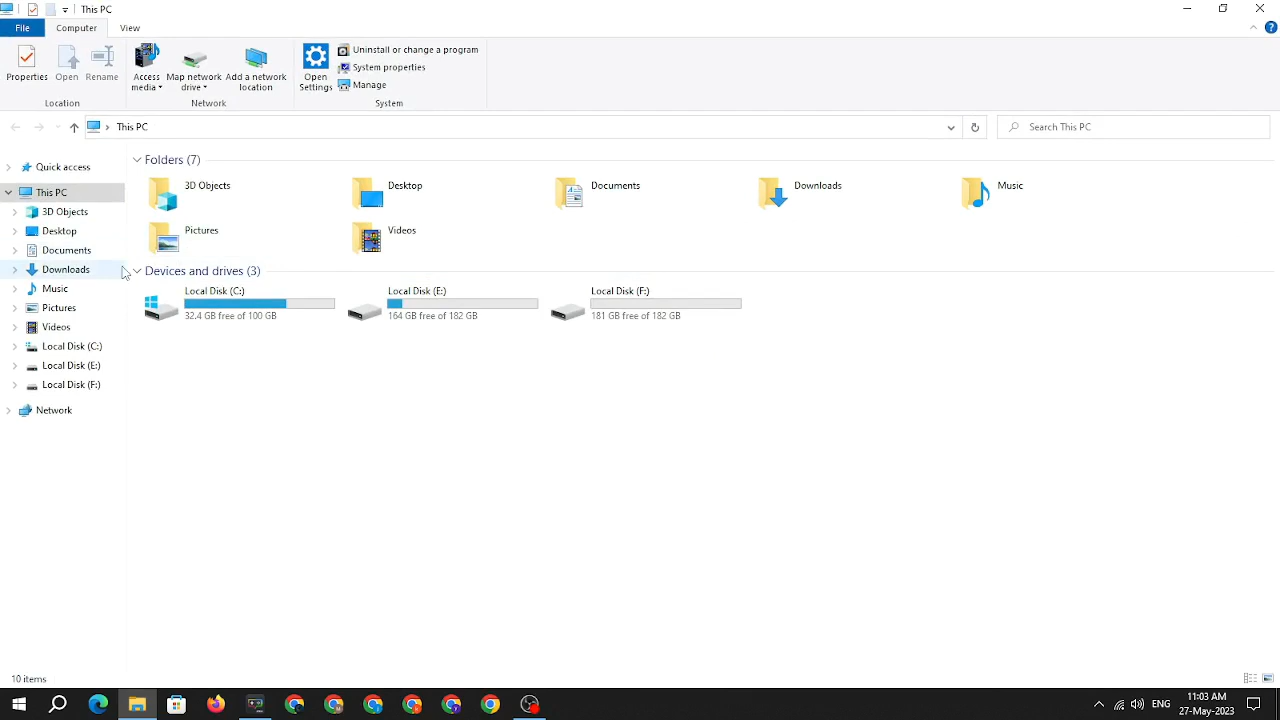 This PC
File
Computer
View
Properties
Open
Rename
Access media
Map network drive
Add a network location
Open Settings
Uninstall or change a program
System properties
Manage
Location
Network
System
This PC
Search This PC
Quick access
This PC
3D Objects
Desktop
Documents
Downloads
Music
Pictures
Videos
Local Disk (C:)
Local Disk (E:)
Local Disk (F:)
Network
Folders (7)
3D Objects
Desktop
Documents
Downloads
Music
Pictures
Videos
Devices and drives (3)
Local Disk (C:)
32.4 GB free of 100 GB
Local Disk (E:)
164 GB free of 182 GB
Local Disk (F:)
181 GB free of 182 GB
10 items
ENG
11:03 AM
27-May-2023